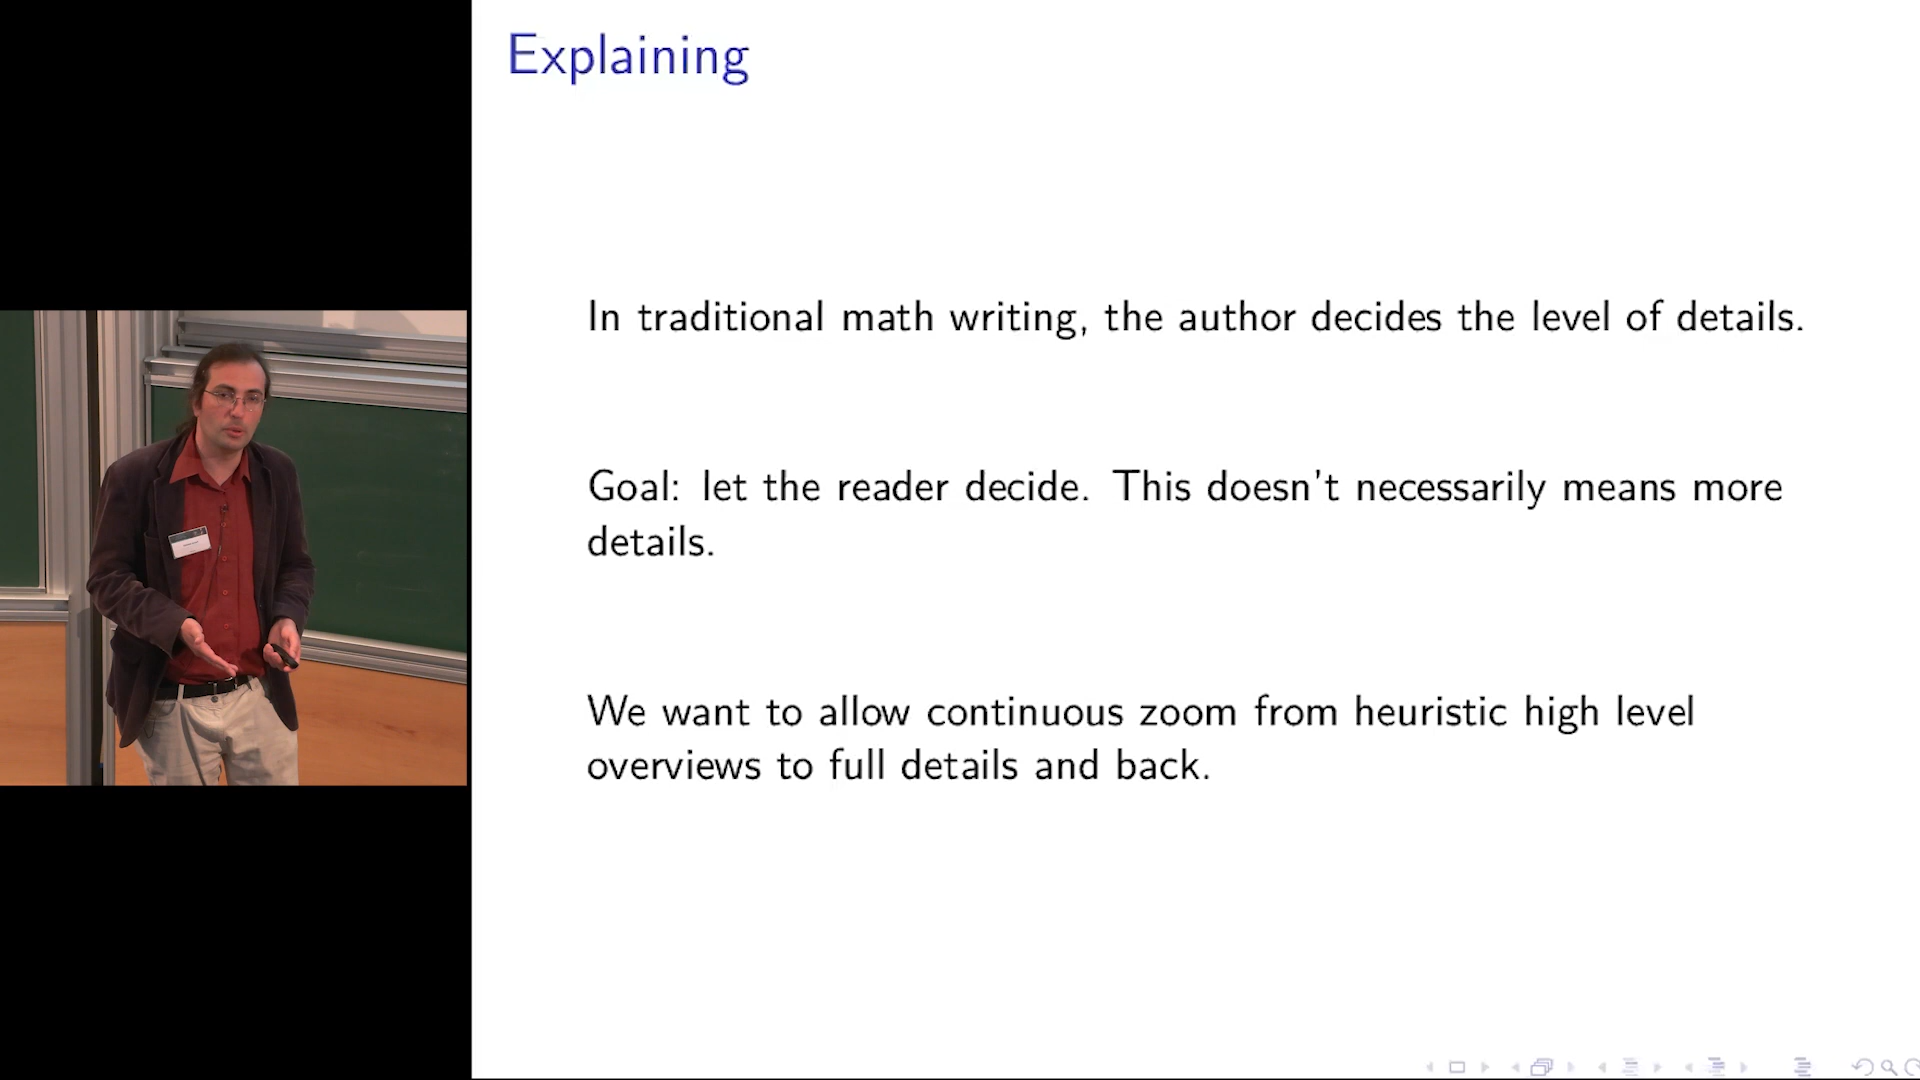 Explaining
In traditional math writing, the author decides the level of details.
Goal: let the reader decide. This doesn't necessarily means more
details.
We want to allow continuous zoom from heuristic high level
overviews to full details and back.